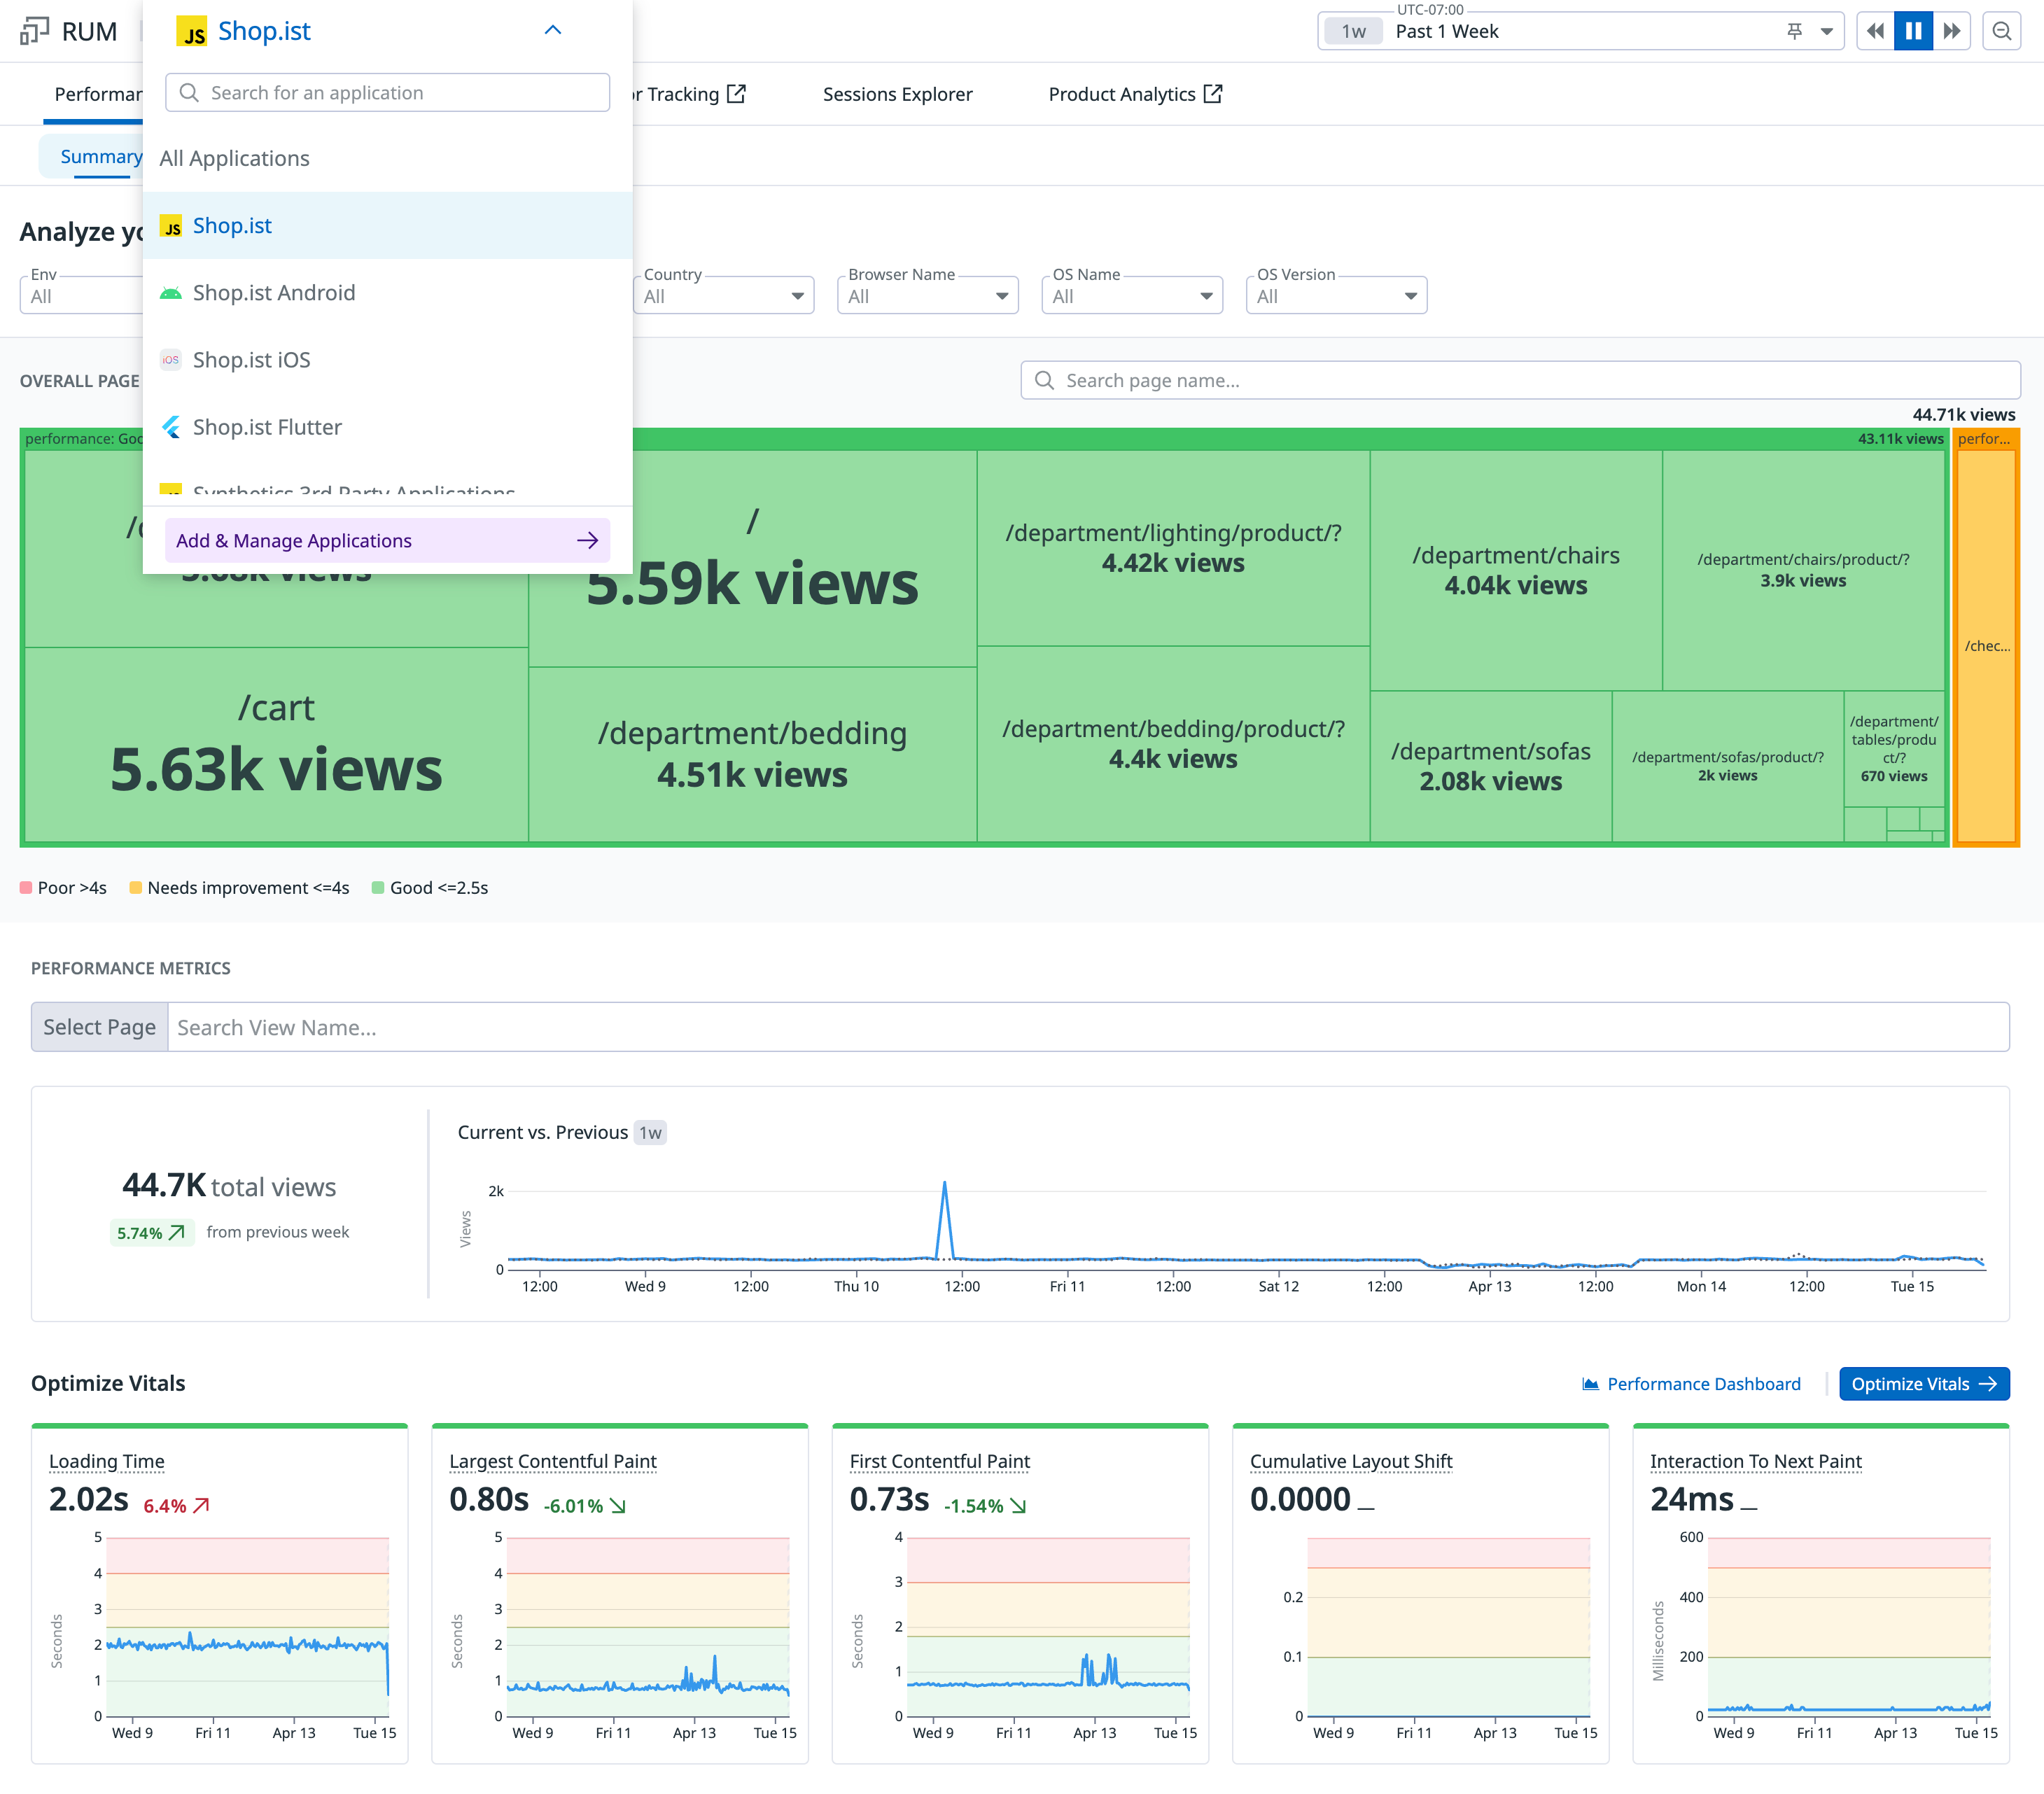 RUM
JS Shop.ist
UTC-07:00
1w Past 1 Week
Search for an application
Tracking
Sessions Explorer
Product Analytics
Summary
All Applications
JS Shop.ist
Shop.ist Android
iOS Shop.ist iOS
Shop.ist Flutter
Synthetics 3rd Party Applications
Add & Manage Applications
Analyze
Env
All
Country
All
Browser Name
All
OS Name
All
OS Version
All
OVERALL PAGE
Search page name...
44.71k views
performance:
43.11k views
perfor...
/
5.59k views
/cart
5.63k views
/department/bedding
4.51k views
/department/lighting/product/?
4.42k views
/department/bedding/product/?
4.4k views
/department/chairs
4.04k views
/department/chairs/product/?
3.9k views
/department/sofas
2.08k views
/department/sofas/product/?
2k views
/department/
tables/produ
ct/?
670 views
/chec...
Poor >4s Needs improvement <=4s Good <=2.5s
PERFORMANCE METRICS
Select Page Search View Name...
44.7K total views
5.74% from previous week
Current vs. Previous 1w
Views
2k
0
12:00 Wed 9 12:00 Thu 10 12:00 Fri 11 12:00 Sat 12 12:00 Apr 13 12:00 Mon 14 12:00 Tue 15
Optimize Vitals
Performance Dashboard
Optimize Vitals
Loading Time
2.02s 6.4%
Seconds
5
4
3
2
1
0
Wed 9 Fri 11 Apr 13 Tue 15
Largest Contentful Paint
0.80s -6.01%
Seconds
5
4
3
2
1
0
Wed 9 Fri 11 Apr 13 Tue 15
First Contentful Paint
0.73s -1.54%
Seconds
4
3
2
1
0
Wed 9 Fri 11 Apr 13 Tue 15
Cumulative Layout Shift
0.0000 _
0.2
0.1
0
Wed 9 Fri 11 Apr 13 Tue 15
Interaction To Next Paint
24ms _
Milliseconds
600
400
200
0
Wed 9 Fri 11 Apr 13 Tue 15